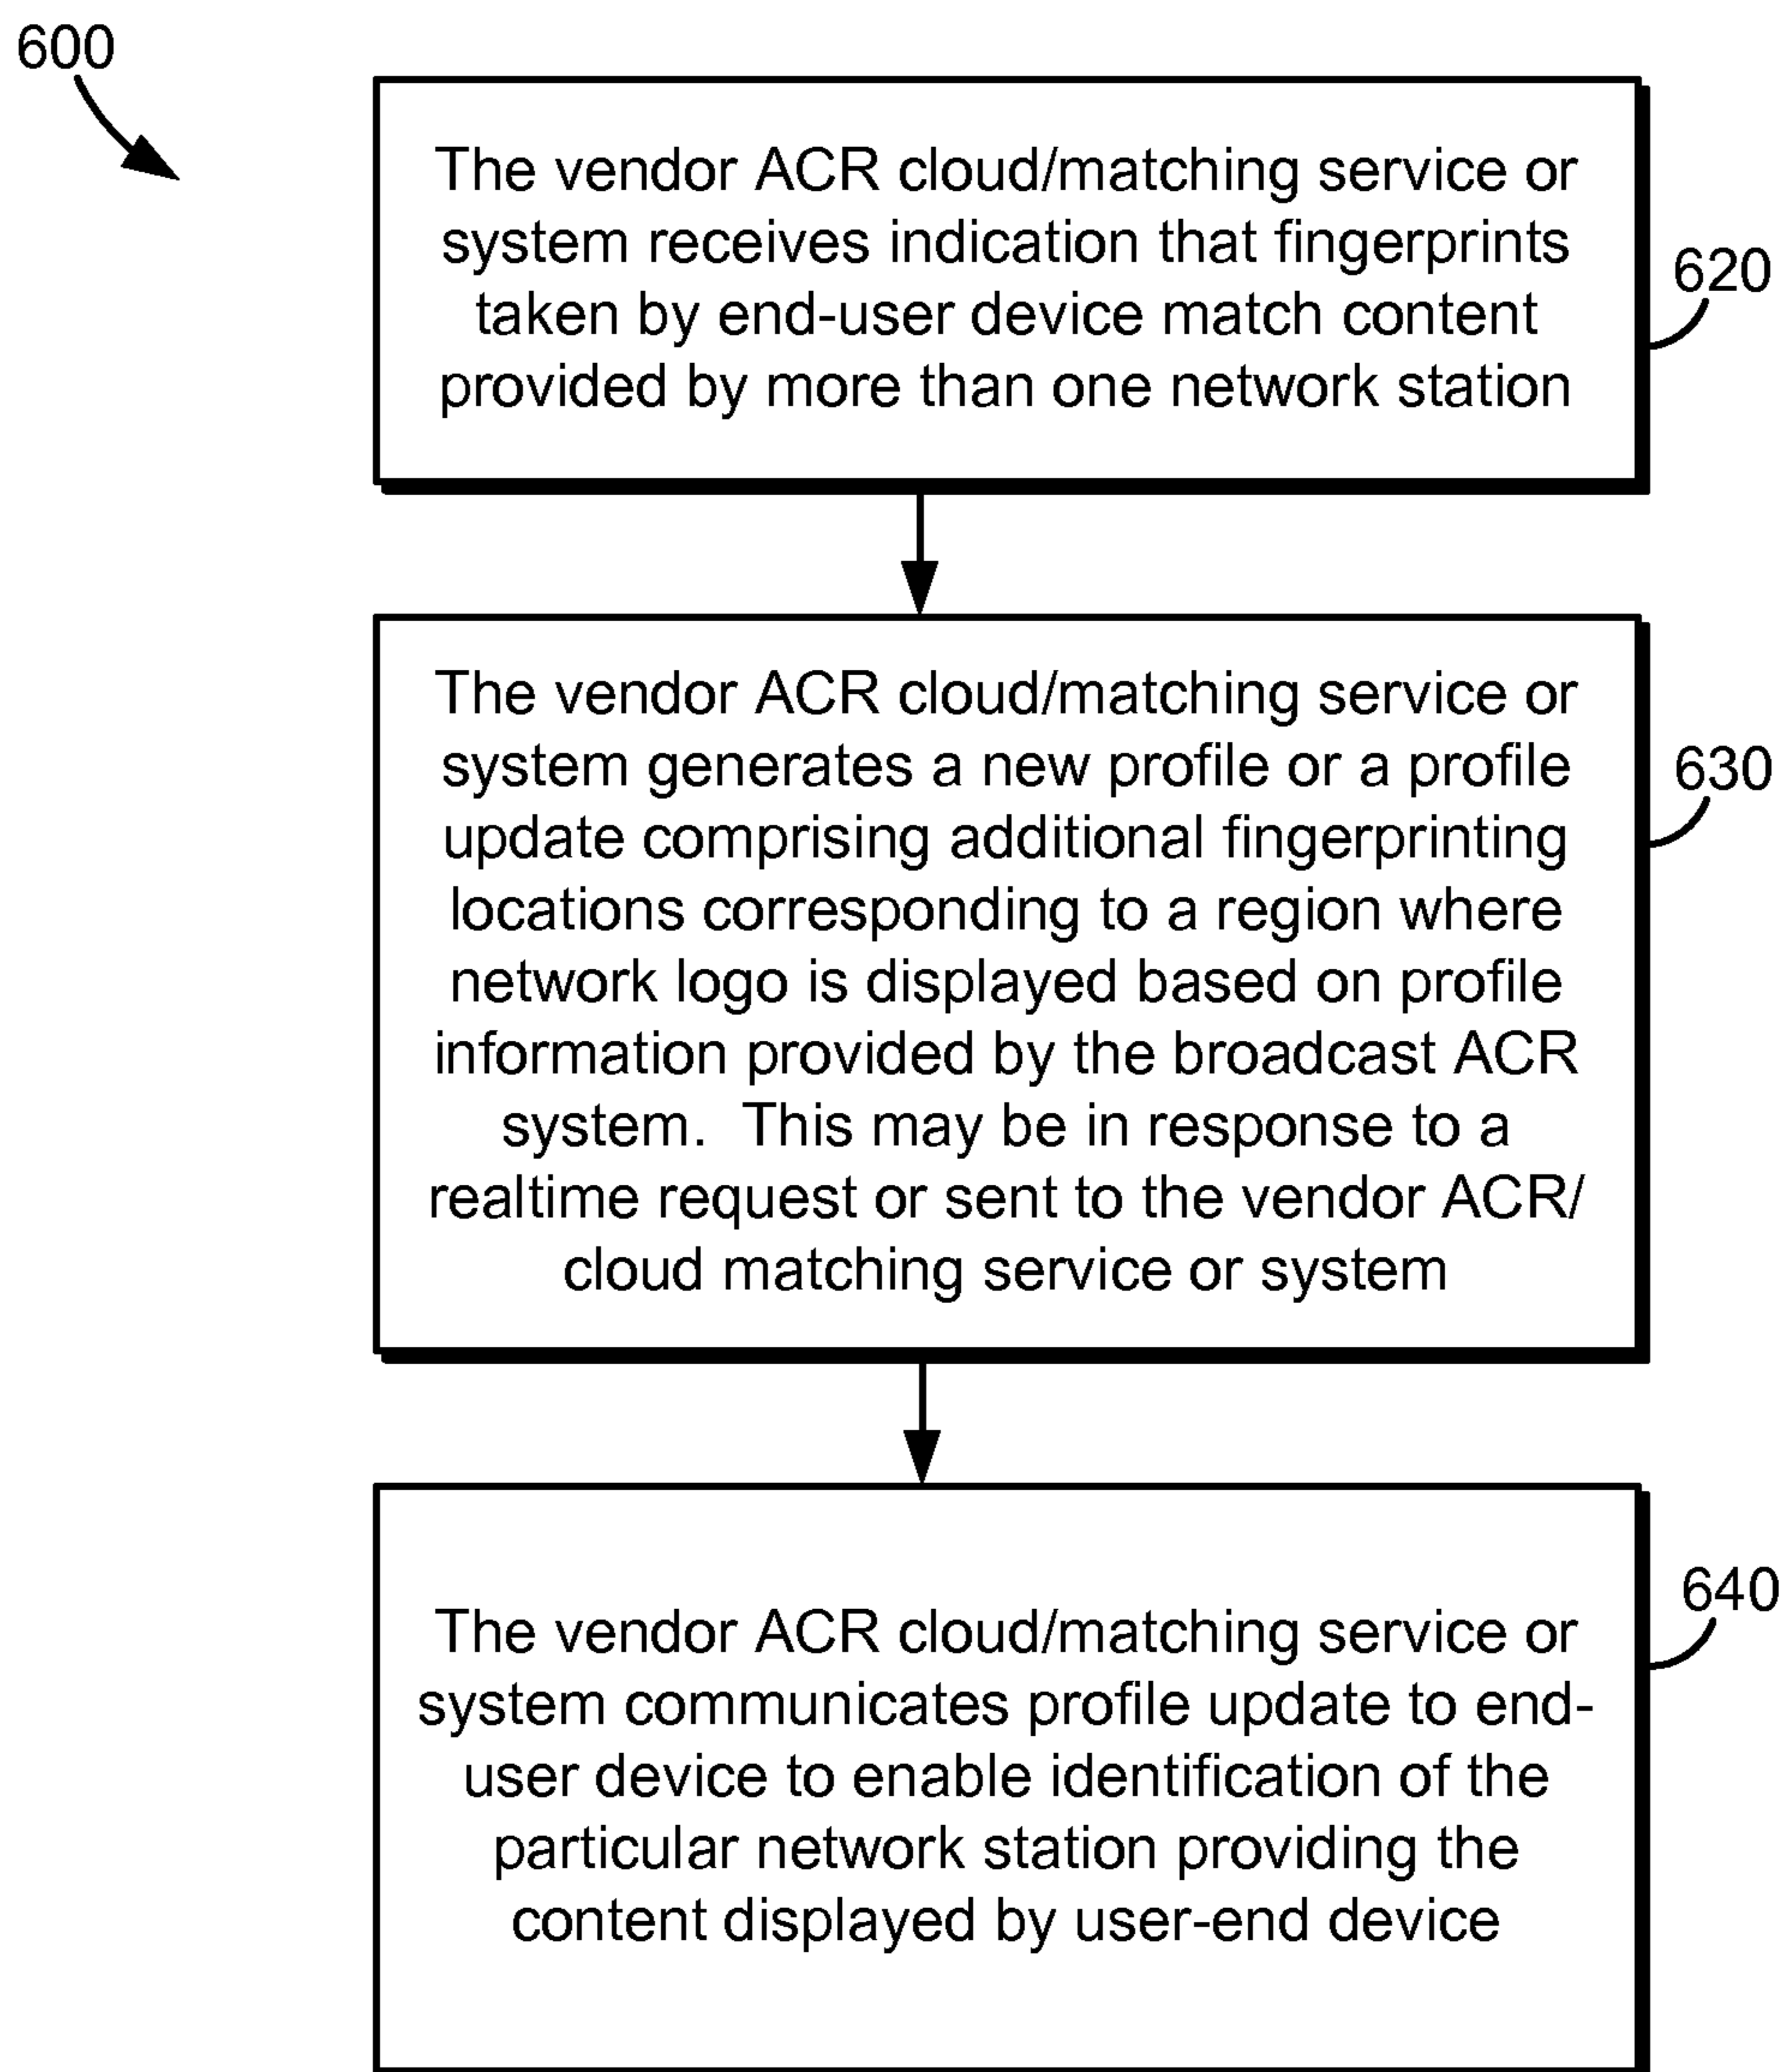 600
The vendor ACR cloud/matching service or
system receives indication that fingerprints
taken by end-user device match content
provided by more than one network station
620
The vendor ACR cloud/matching service or
system generates a new profile or a profile
update comprising additional fingerprinting
locations corresponding to a region where
network logo is displayed based on profile
information provided by the broadcast ACR
system.  This may be in response to a
realtime request or sent to the vendor ACR/
cloud matching service or system
630
The vendor ACR cloud/matching service or
system communicates profile update to end-
user device to enable identification of the
particular network station providing the
content displayed by user-end device
640